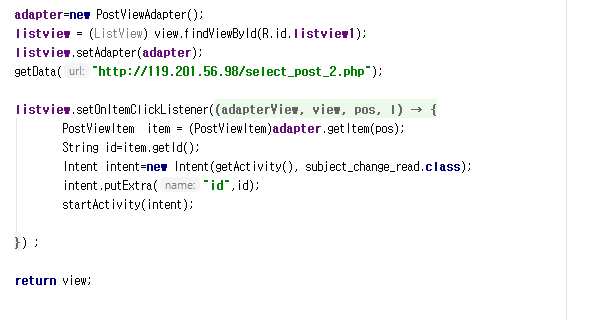 adapter=new PostViewAdapter();
listview = (ListView) view.findViewById(R.id.listview1);
listview.setAdapter(adapter);
getData( url: "http://119.201.56.98/select_post_2.php");
listview.setOnItemClickListener((adapterView, view, pos, l) → {
PostViewItem item = (PostViewItem)adapter.getItem(pos);
String id=item.getId();
Intent intent=new Intent(getActivity(), subject_change_read.class);
intent.putExtra( name: "id",id);
startActivity(intent);
}) ;
return view;